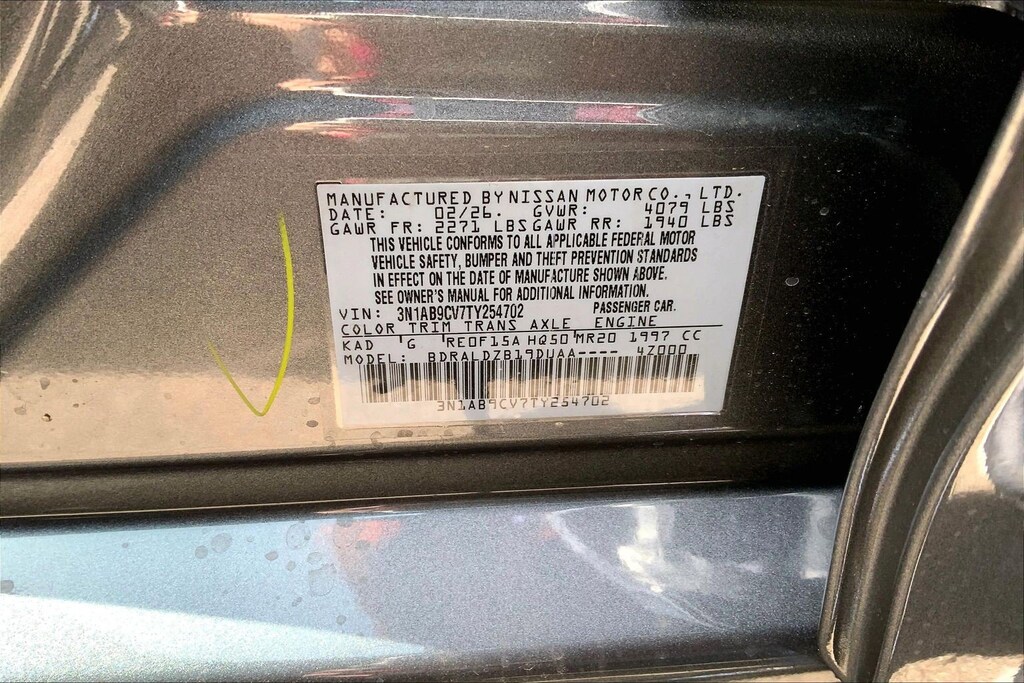 MANUFACTURED BY NISSAN MOTOR CO., LTD.
DATE: 02/26. GVWR: 4079 LBS
GAWR FR: 2271 LBS GAWR RR: 1940 LBS
THIS VEHICLE CONFORMS TO ALL APPLICABLE FEDERAL MOTOR
VEHICLE SAFETY, BUMPER AND THEFT PREVENTION STANDARDS
IN EFFECT ON THE DATE OF MANUFACTURE SHOWN ABOVE.
SEE OWNER'S MANUAL FOR ADDITIONAL INFORMATION.
VIN: 3N1AB9CV7TY254702 PASSENGER CAR.
COLOR TRIM TRANS AXLE ENGINE
KAD 'G 'RE0F15A HQ50'MR20 1997 CC
MODEL: BDRALDZB19DUAA---- 4Z000
3N1AB9CV7TY254702